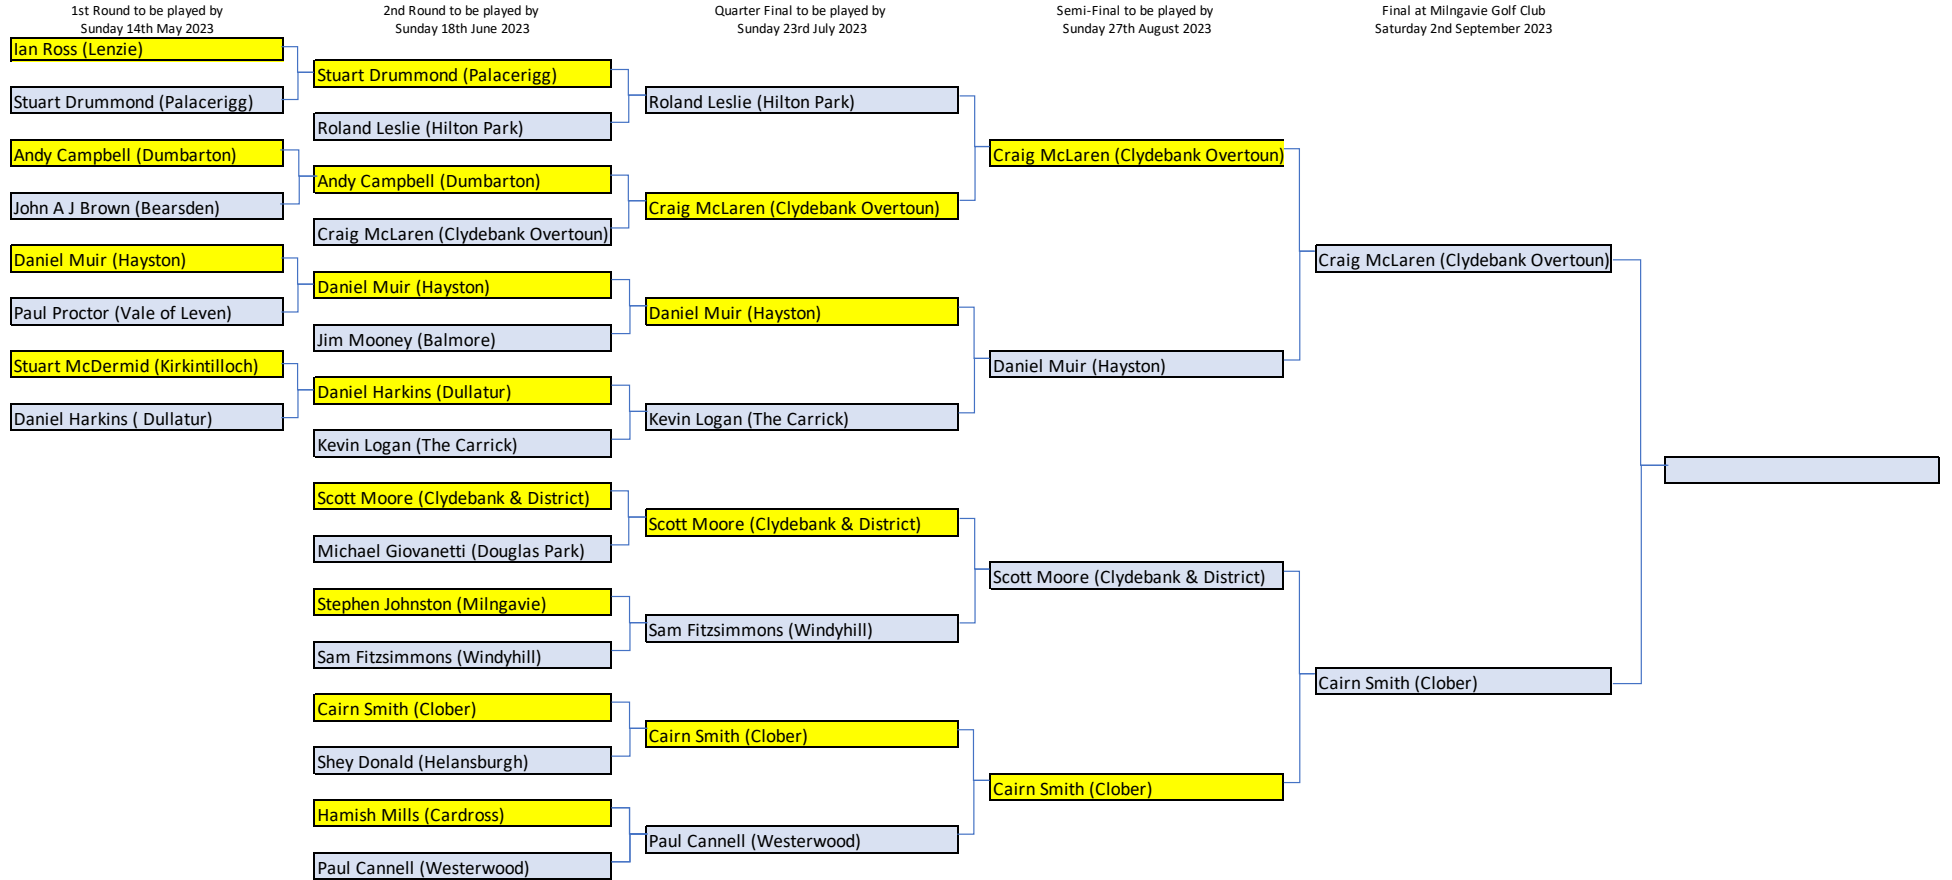 1st Round to be played by
Sunday 14th May 2023
2nd Round to be played by
Sunday 18th June 2023
Quarter Final to be played by
Sunday 23rd July 2023
Semi-Final to be played by
Sunday 27th August 2023
Final at Milngavie Golf Club
Saturday 2nd September 2023
Ian Ross (Lenzie)
Stuart Drummond (Palacerigg)
Andy Campbell (Dumbarton)
John A J Brown (Bearsden)
Daniel Muir (Hayston)
Paul Proctor (Vale of Leven)
Stuart McDermid (Kirkintilloch)
Daniel Harkins ( Dullatur)
Stuart Drummond (Palacerigg)
Roland Leslie (Hilton Park)
Andy Campbell (Dumbarton)
Craig McLaren (Clydebank Overtoun)
Daniel Muir (Hayston)
Jim Mooney (Balmore)
Daniel Harkins (Dullatur)
Kevin Logan (The Carrick)
Scott Moore (Clydebank & District)
Michael Giovanetti (Douglas Park)
Stephen Johnston (Milngavie)
Sam Fitzsimmons (Windyhill)
Cairn Smith (Clober)
Shey Donald (Helansburgh)
Hamish Mills (Cardross)
Paul Cannell (Westerwood)
Roland Leslie (Hilton Park)
Craig McLaren (Clydebank Overtoun)
Daniel Muir (Hayston)
Kevin Logan (The Carrick)
Scott Moore (Clydebank & District)
Sam Fitzsimmons (Windyhill)
Cairn Smith (Clober)
Paul Cannell (Westerwood)
Craig McLaren (Clydebank Overtoun)
Daniel Muir (Hayston)
Scott Moore (Clydebank & District)
Cairn Smith (Clober)
Craig McLaren (Clydebank Overtoun)
Cairn Smith (Clober)